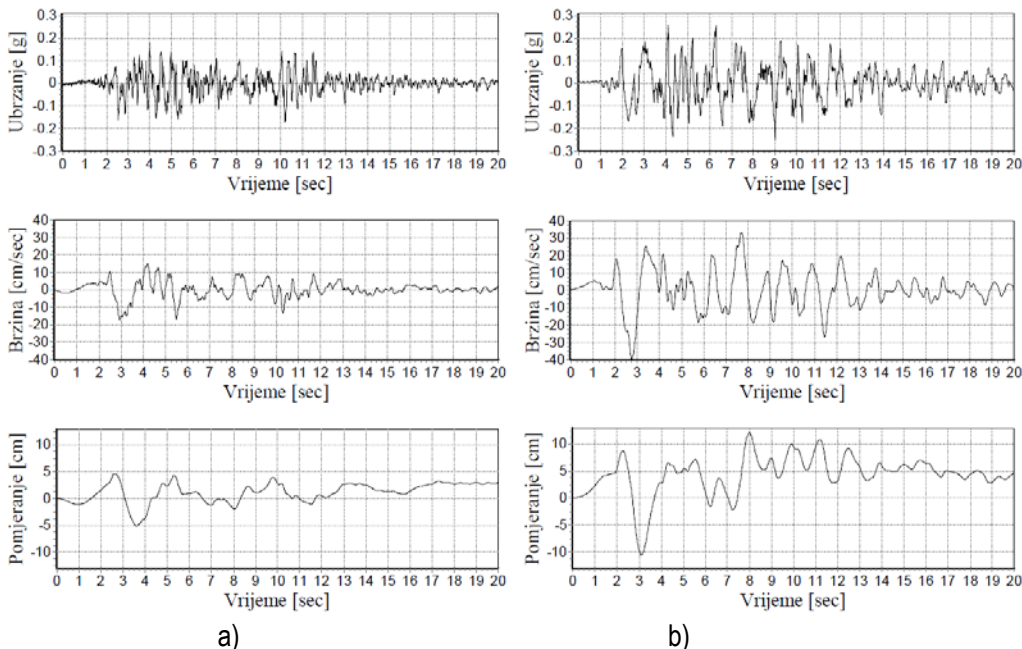 Ubrzanje [g]
0.3
0.2
0.1
0
-0.1
-0.2
-0.3
0 1 2 3 4 5 6 7 8 9 10 11 12 13 14 15 16 17 18 19 20
Vrijeme [sec]
Ubrzanje [g]
0.3
0.2
0.1
0
-0.1
-0.2
-0.3
0 1 2 3 4 5 6 7 8 9 10 11 12 13 14 15 16 17 18 19 20
Vrijeme [sec]
Brzina [cm/sec]
40
30
20
10
0
-10
-20
-30
-40
0 1 2 3 4 5 6 7 8 9 10 11 12 13 14 15 16 17 18 19 20
Vrijeme [sec]
Brzina [cm/sec]
40
30
20
10
0
-10
-20
-30
-40
0 1 2 3 4 5 6 7 8 9 10 11 12 13 14 15 16 17 18 19 20
Vrijeme [sec]
Pomjeranje [cm]
10
5
0
-5
-10
0 1 2 3 4 5 6 7 8 9 10 11 12 13 14 15 16 17 18 19 20
Vrijeme [sec]
Pomjeranje [cm]
10
5
0
-5
-10
0 1 2 3 4 5 6 7 8 9 10 11 12 13 14 15 16 17 18 19 20
Vrijeme [sec]
a)
b)